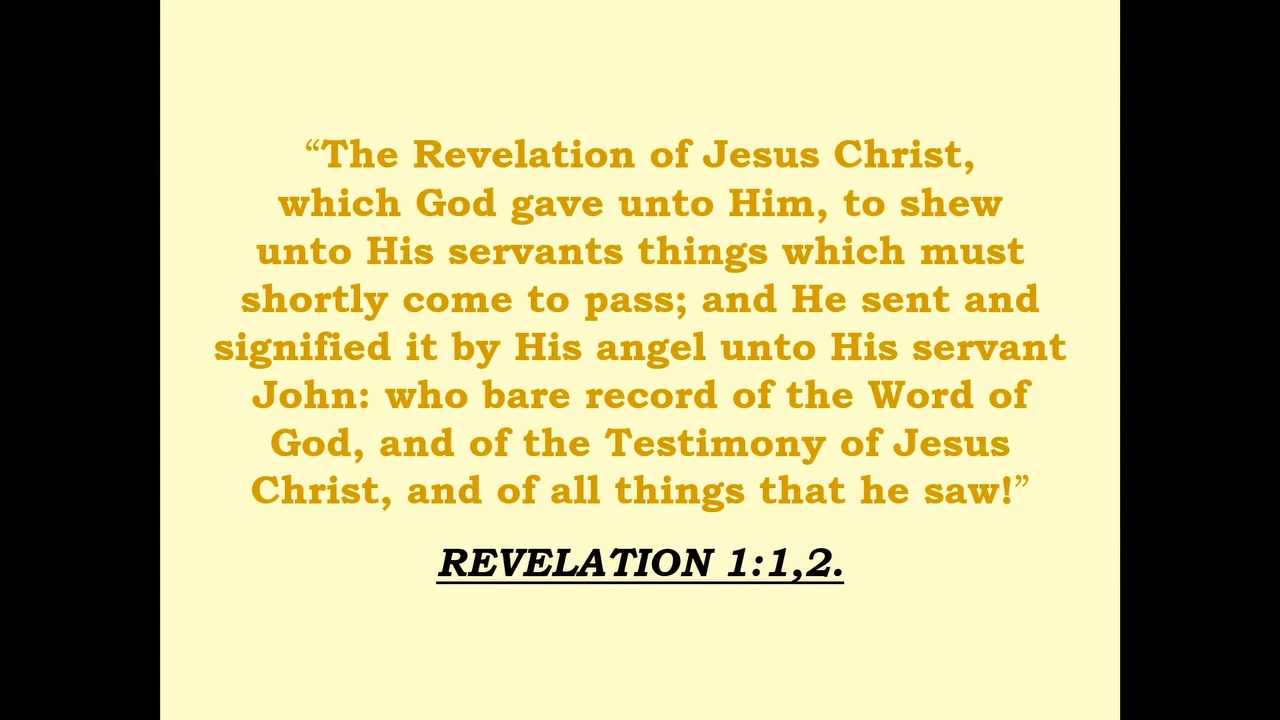 “The Revelation of Jesus Christ,
which God gave unto Him, to shew
unto His servants things which must
shortly come to pass; and He sent and
signified it by His angel unto His servant
John: who bare record of the Word of
God, and of the Testimony of Jesus
Christ, and of all things that he saw!”
REVELATION 1:1,2.